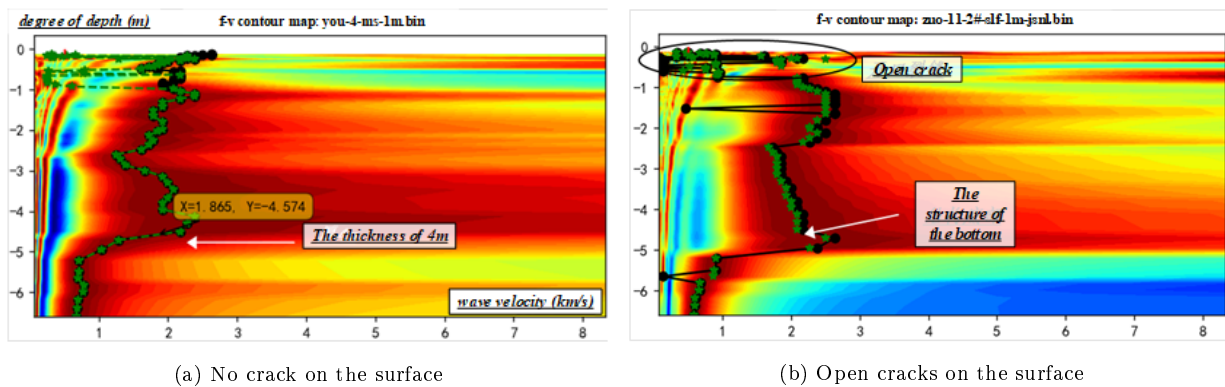 degree of depth (m)
f-v contour map: you-4-ms-1m.bin
0
−1
−2
−3
−4
−5
−6
X=1.865, Y=−4.574
The thickness of 4m
wave velocity (km/s)
1 2 3 4 5 6 7 8
(a) No crack on the surface
f-v contour map: zuo-11-2#-slf-1m-jsnl.bin
0
−1
−2
−3
−4
−5
−6
Open crack
The
structure of
the bottom
1 2 3 4 5 6 7 8
(b) Open cracks on the surface